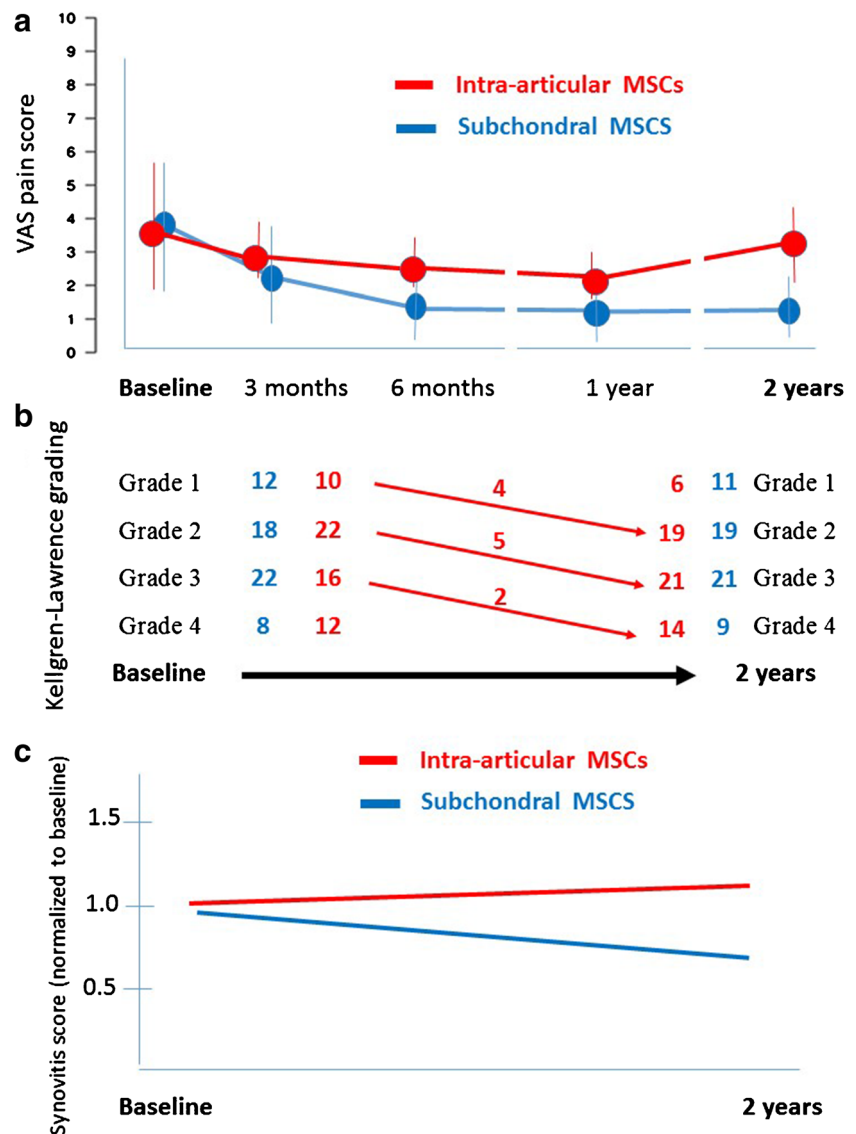 a
VAS pain score
10
9
8
7
6
5
4
3
2
1
0
Intra-articular MSCs
Subchondral MSCS
Baseline 3 months 6 months 1 year 2 years
b
Kellgren-Lawrence grading
Grade 1 12 10 4 6 11 Grade 1
Grade 2 18 22 5 19 19 Grade 2
Grade 3 22 16 2 21 21 Grade 3
Grade 4 8 12 14 9 Grade 4
Baseline 2 years
c
Synovitis score (normalized to baseline)
Intra-articular MSCs
Subchondral MSCS
1.5
1.0
0.5
Baseline 2 years